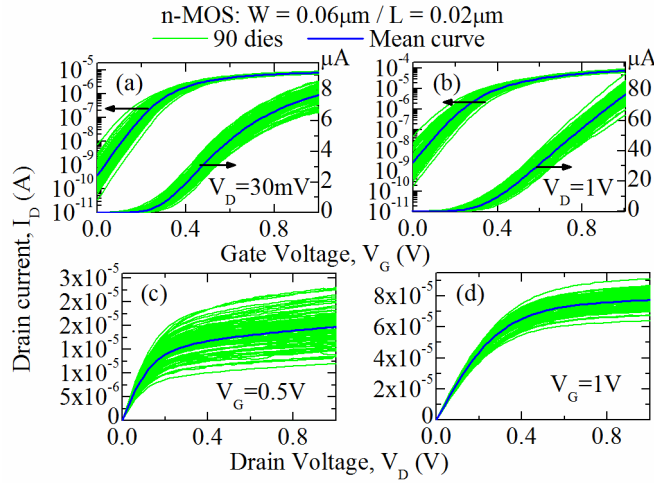 n-MOS: W = 0.06μm / L = 0.02μm
90 dies Mean curve
μA μA
(a) (b)
10⁻⁵ 10⁻⁶ 10⁻⁷ 10⁻⁸ 10⁻⁹ 10⁻¹⁰ 10⁻¹¹
8 6 4 2 0
V_D=30mV
10⁻⁴ 10⁻⁵ 10⁻⁶ 10⁻⁷ 10⁻⁸ 10⁻⁹ 10⁻¹⁰ 10⁻¹¹
80 60 40 20 0
V_D=1V
0.0 0.4 0.8 0.0 0.4 0.8
Gate Voltage, V_G (V)
Drain current, I_D (A)
(c) (d)
3x10⁻⁵
2x10⁻⁵
2x10⁻⁵
1x10⁻⁵
1x10⁻⁵
5x10⁻⁶
0.0
V_G=0.5V
8x10⁻⁵
6x10⁻⁵
4x10⁻⁵
2x10⁻⁵
0.0
V_G=1V
0.0 0.4 0.8 0.0 0.4 0.8
Drain Voltage, V_D (V)